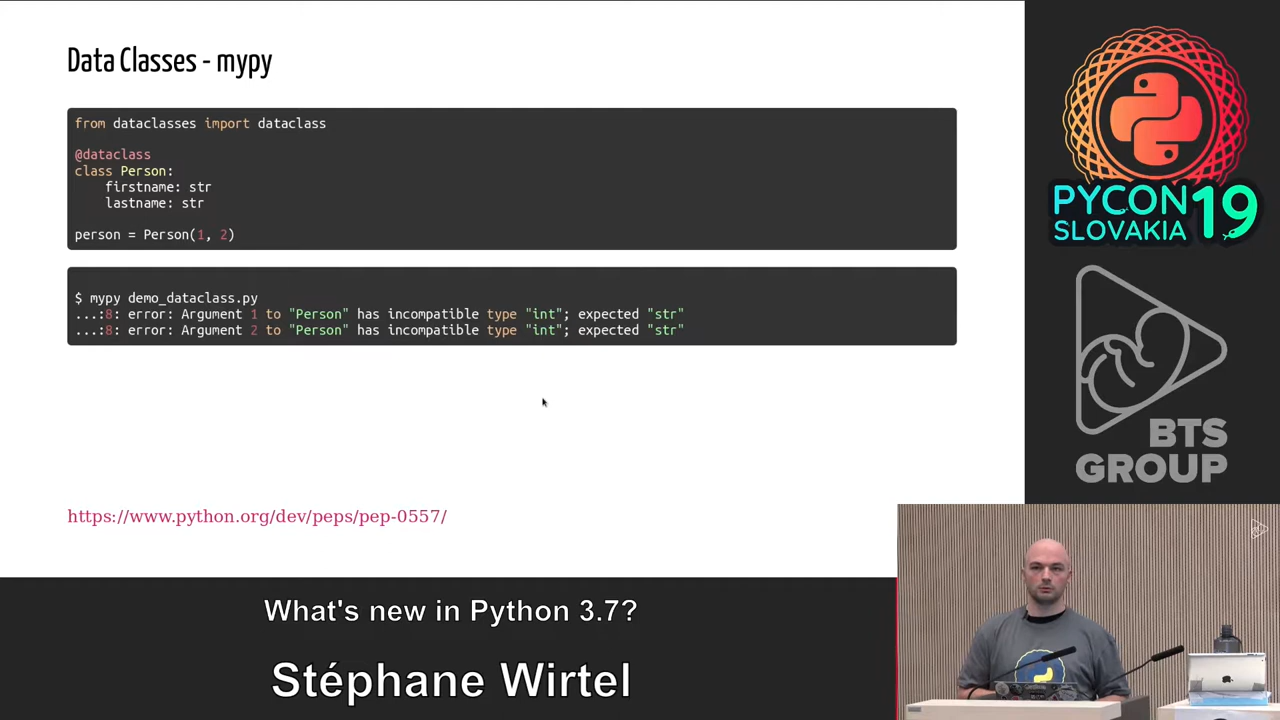 Data Classes - mypy
from dataclasses import dataclass
@dataclass
class Person:
    firstname: str
    lastname: str
person = Person(1, 2)
$ mypy demo_dataclass.py
...:8: error: Argument 1 to "Person" has incompatible type "int"; expected "str"
...:8: error: Argument 2 to "Person" has incompatible type "int"; expected "str"
https://www.python.org/dev/peps/pep-0557/
PYCON
SLOVAKIA 19
BTS
GROUP
What's new in Python 3.7?
Stéphane Wirtel